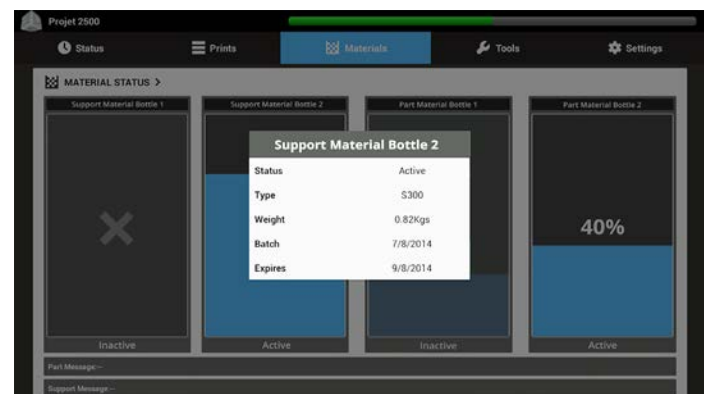 Projet 2500
Status Prints Materials Tools Settings
MATERIAL STATUS >
Support Material Bottle 1 Support Material Bottle 2 Part Material Bottle 1 Part Material Bottle 2
Support Material Bottle 2
Status Active
Type S300
Weight 0.82Kgs
Batch 7/8/2014
Expires 9/8/2014
40%
Inactive Active Inactive Active
Part Message:--
Support Message:--